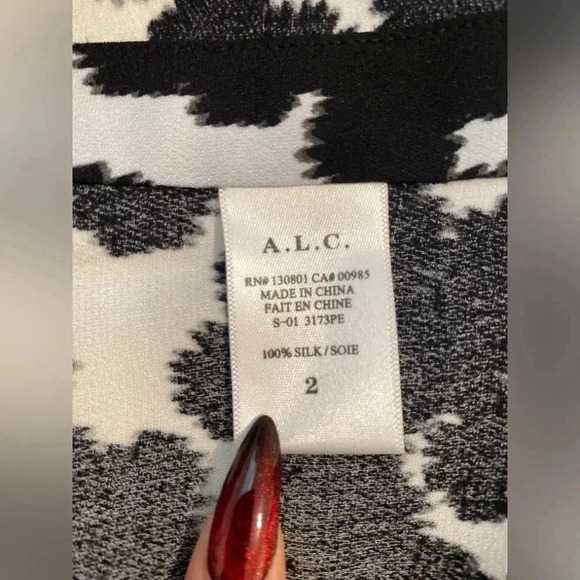 A.L.C.
RN# 130801 CA# 00985
MADE IN CHINA
FAIT EN CHINE
S-01 3173PE
100% SILK/SOIE
2